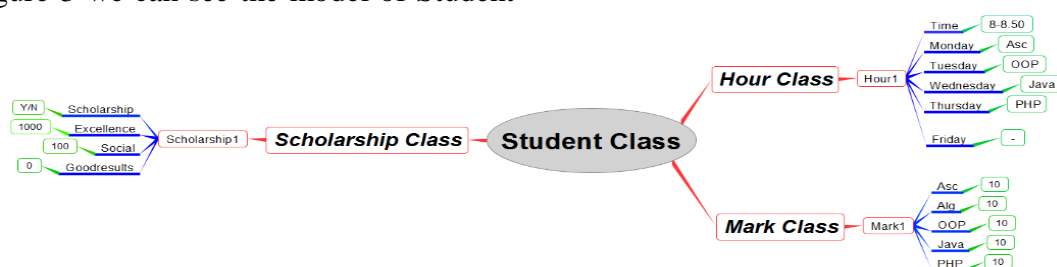 gure 3 we can see the model of Student
Student Class
Scholarship Class
Scholarship1
Scholarship Y/N
Excellence 1000
Social 100
Goodresults 0
Hour Class
Hour1
Time 8-8.50
Monday Asc
Tuesday OOP
Wednesday Java
Thursday PHP
Friday -
Mark Class
Mark1
Asc 10
Alg 10
OOP 10
Java 10
PHP 10